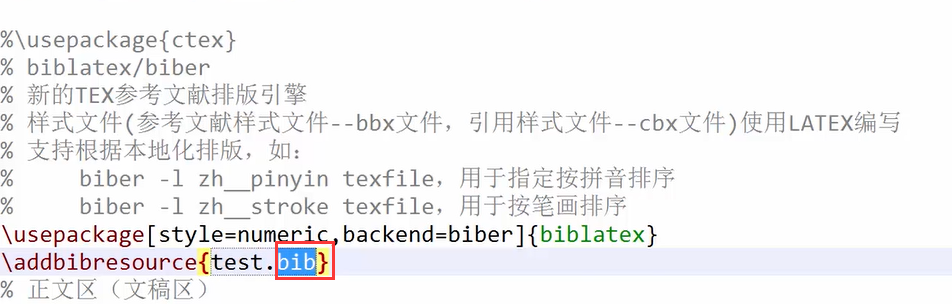 %\usepackage{ctex}
% biblatex/biber
% 新的TEX参考文献排版引擎
% 样式文件(参考文献样式文件--bbx文件，引用样式文件--cbx文件)使用LATEX编写
% 支持根据本地化排版，如：
%     biber -l zh__pinyin texfile，用于指定按拼音排序
%     biber -l zh__stroke texfile，用于按笔画排序
\usepackage[style=numeric,backend=biber]{biblatex}
\addbibresource{test.bib}
% 正文区（文稿区）